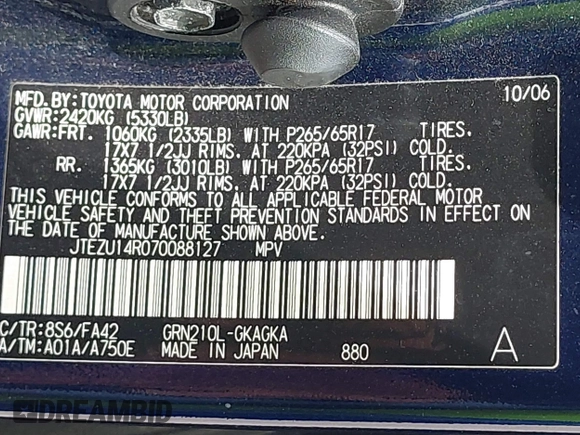 MFD.BY:TOYOTA MOTOR CORPORATION 10/06
GVWR:2420KG (5330LB)
GAWR:FRT. 1060KG (2335LB) WITH P265/65R17 TIRES.
17X7 1/2JJ RIMS. AT 220KPA (32PSI) COLD.
RR. 1365KG (3010LB) WITH P265/65R17 TIRES.
17X7 1/2JJ RIMS. AT 220KPA (32PSI) COLD.
THIS VEHICLE CONFORMS TO ALL APPLICABLE FEDERAL MOTOR
VEHICLE SAFETY AND THEFT PREVENTION STANDARDS IN EFFECT ON
THE DATE OF MANUFACTURE SHOWN ABOVE.
JTEZU14R070088127 MPV
C/TR:8S6/FA42 GRN210L-GKAGKA
A/TM:A01A/A750E MADE IN JAPAN 880 A
DREAMBID